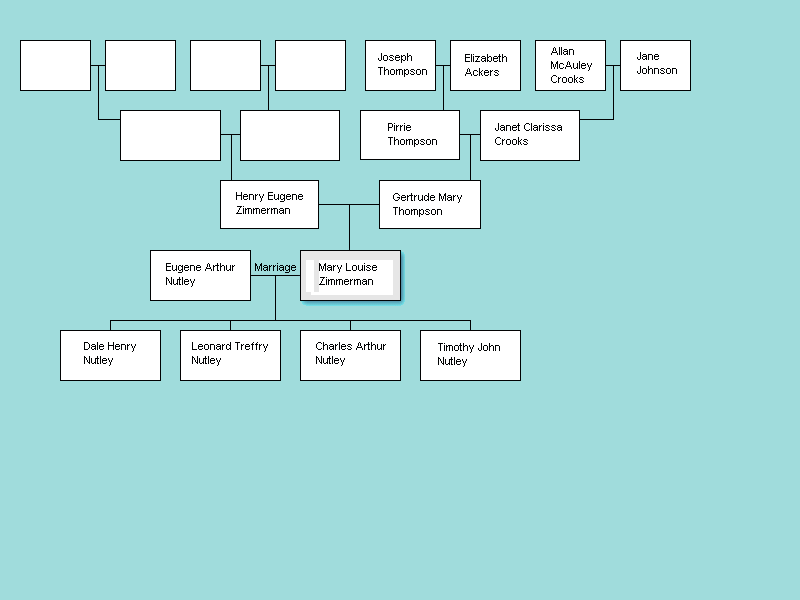 Joseph
Thompson
Elizabeth
Ackers
Allan
McAuley
Crooks
Jane
Johnson
Pirrie
Thompson
Janet Clarissa
Crooks
Henry Eugene
Zimmerman
Gertrude Mary
Thompson
Eugene Arthur
Nutley
Marriage
Mary Louise
Zimmerman
Dale Henry
Nutley
Leonard Treffry
Nutley
Charles Arthur
Nutley
Timothy John
Nutley